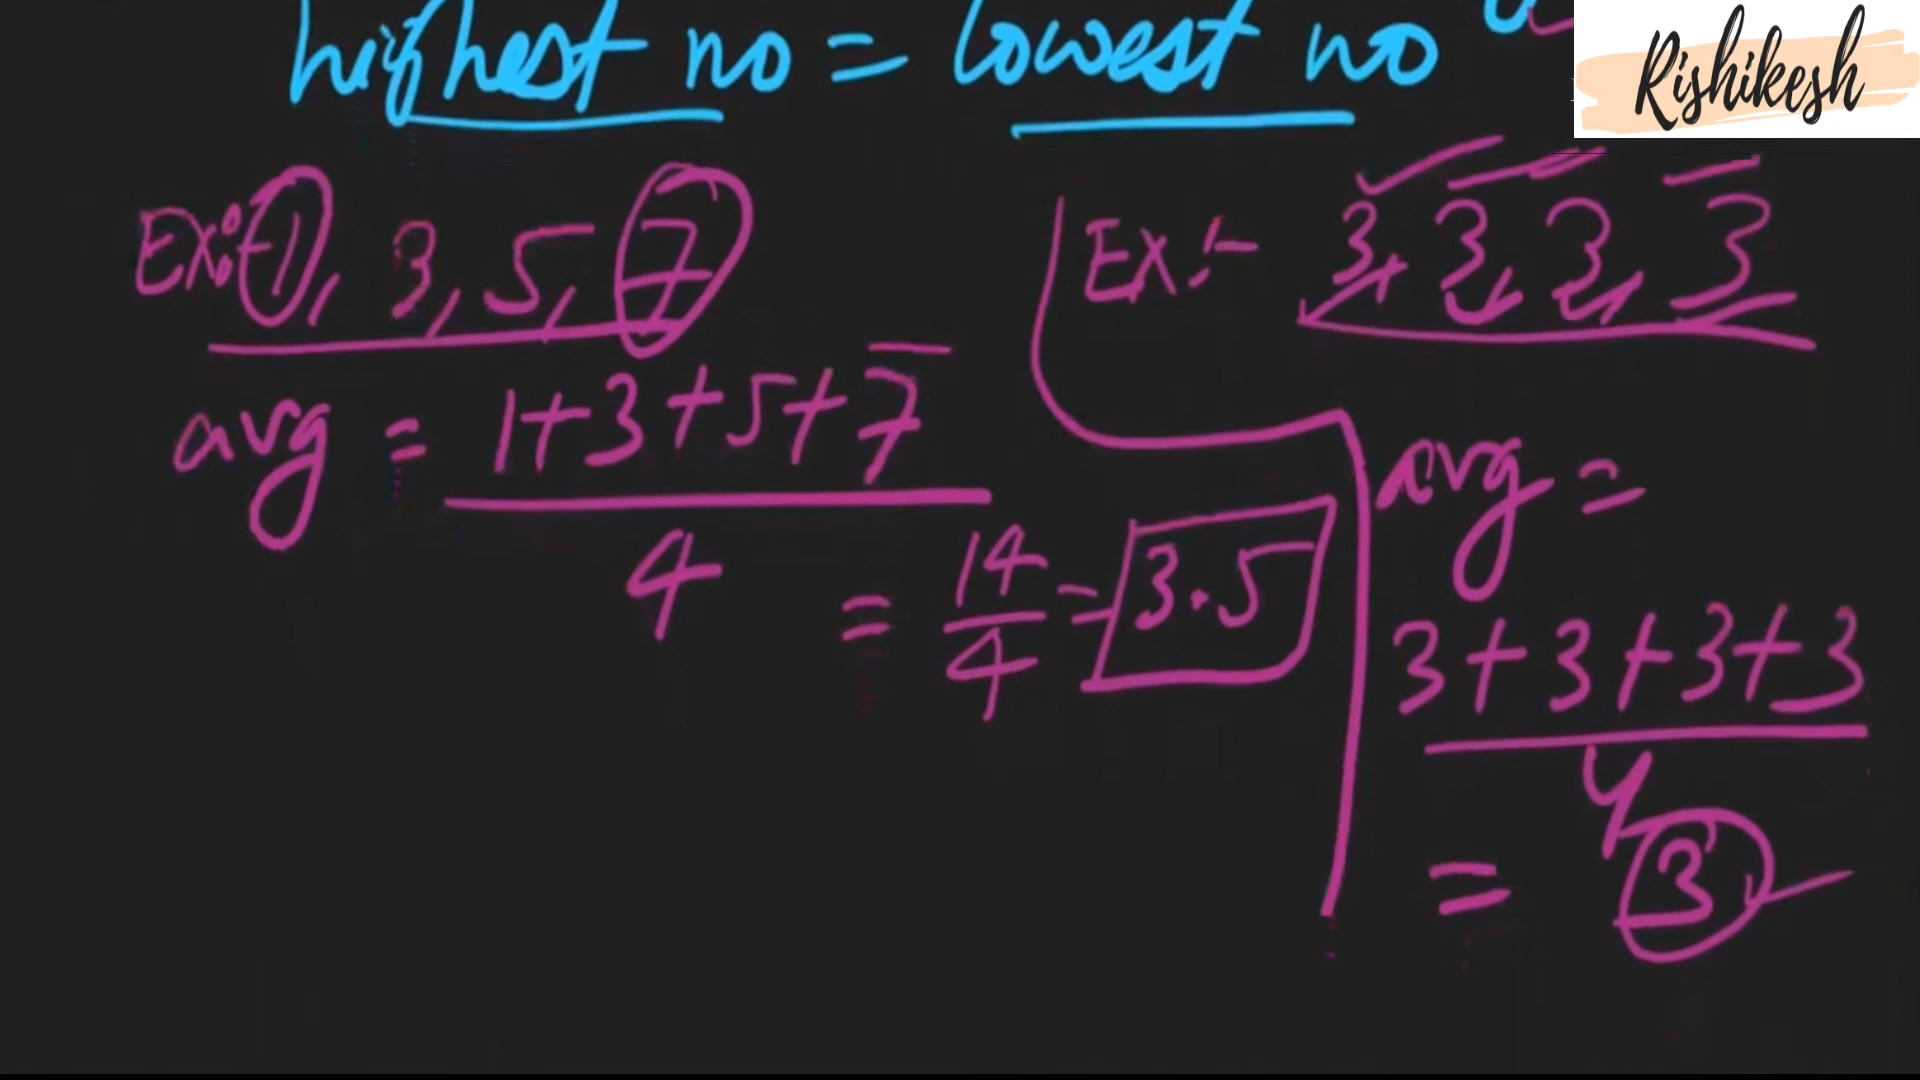 highest no = lowest no
Rishikesh
EX:- 1, 3, 5, 7
avg = 1+3+5+7
4
= 14
4
= 3.5
EX :- 3, 3, 3, 3
avg =
3+3+3+3
4
= 3